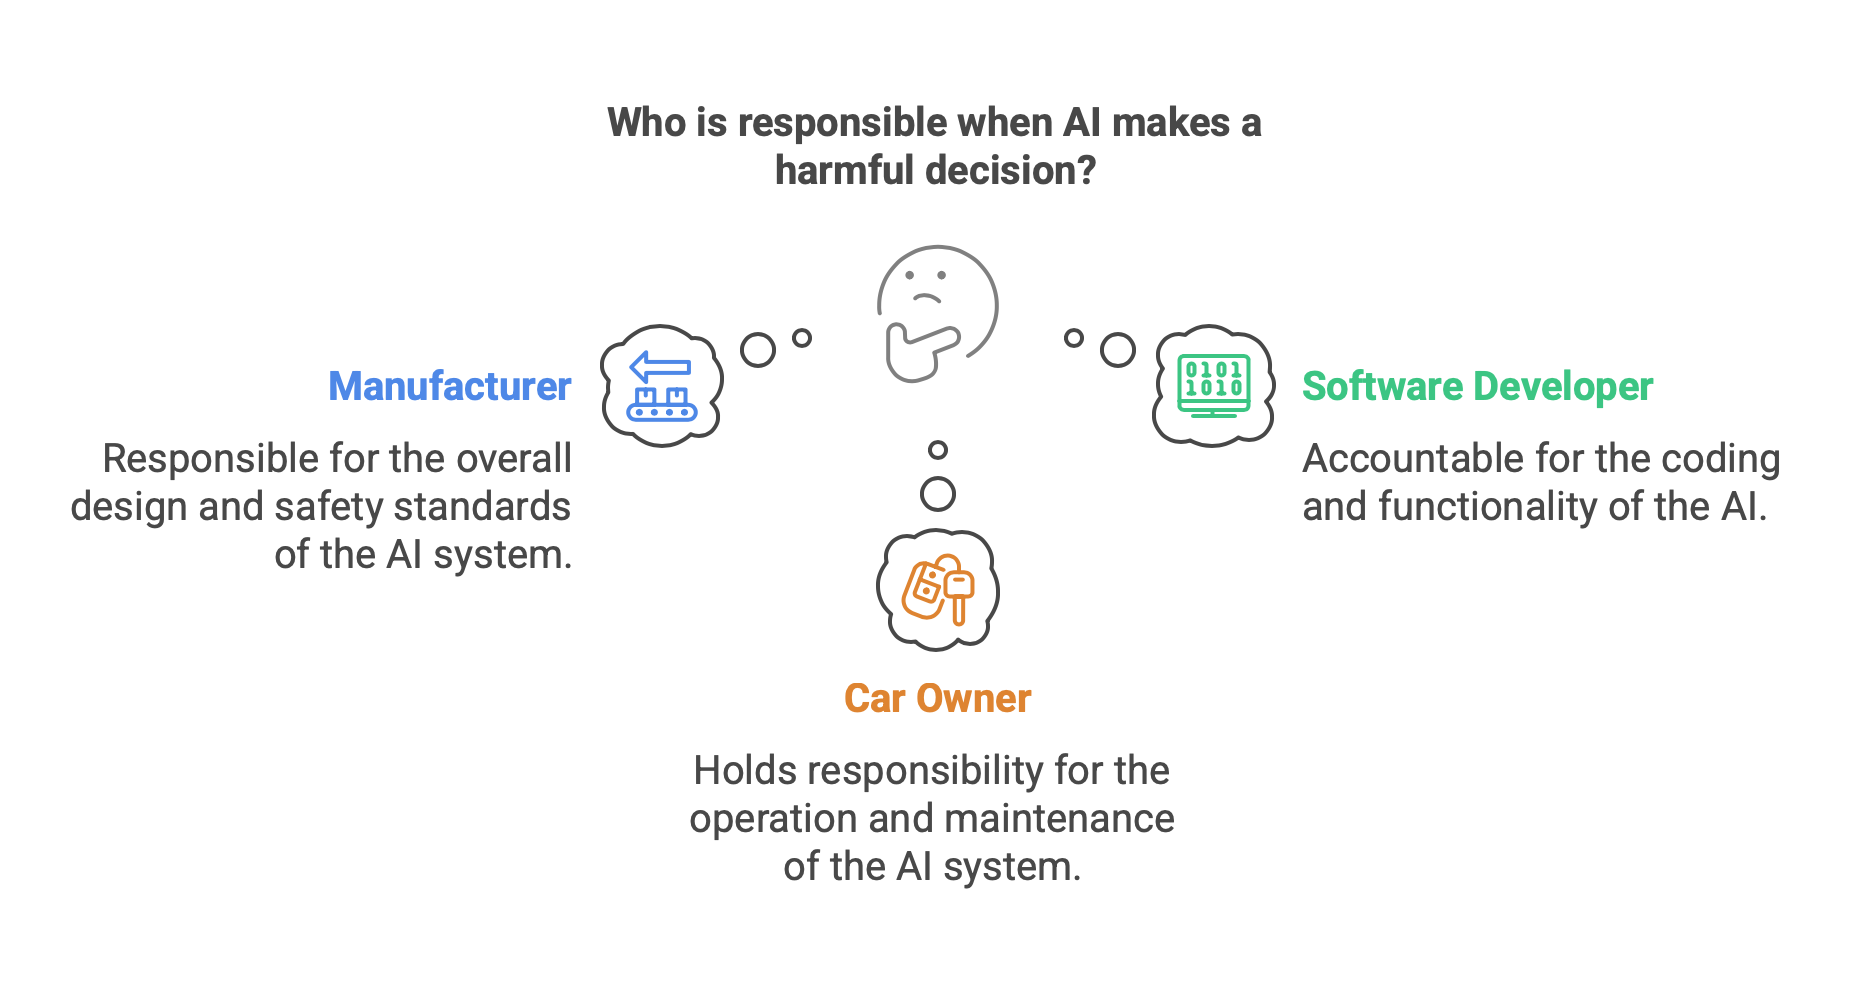 Who is responsible when AI makes a
harmful decision?
Manufacturer
Responsible for the overall
design and safety standards
of the AI system.
0101
1010
Software Developer
Accountable for the coding
and functionality of the AI.
Car Owner
Holds responsibility for the
operation and maintenance
of the AI system.